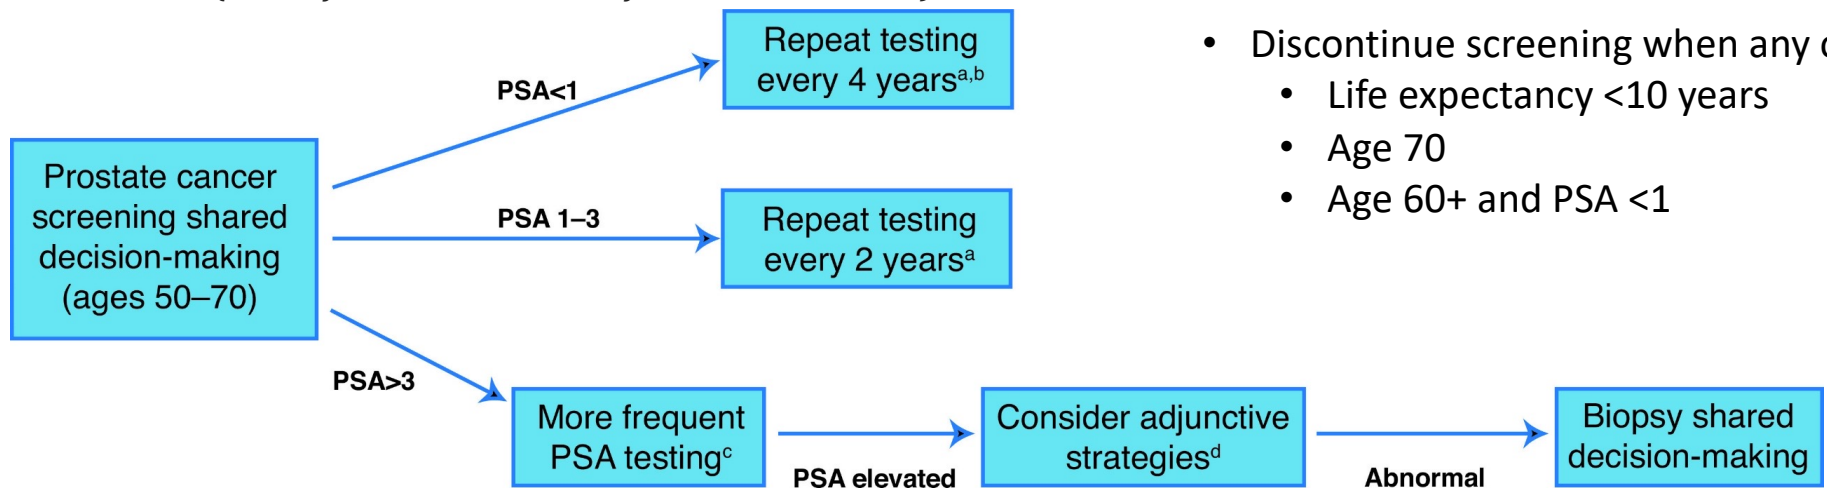 Repeat testing
every 4 years^a,b
PSA<1
Prostate cancer
screening shared
decision-making
(ages 50–70)
PSA 1–3
Repeat testing
every 2 years^a
PSA>3
More frequent
PSA testing^c
PSA elevated
Consider adjunctive
strategies^d
Abnormal
Biopsy shared
decision-making
• Discontinue screening when any
• Life expectancy <10 years
• Age 70
• Age 60+ and PSA <1